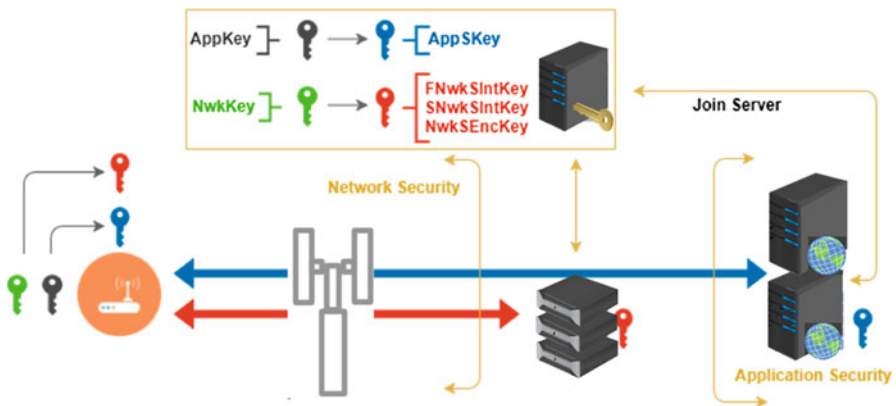 AppKey
AppSKey
NwkKey
FNwkSIntKey
SNwkSIntKey
NwkSEncKey
Join Server
Network Security
Application Security